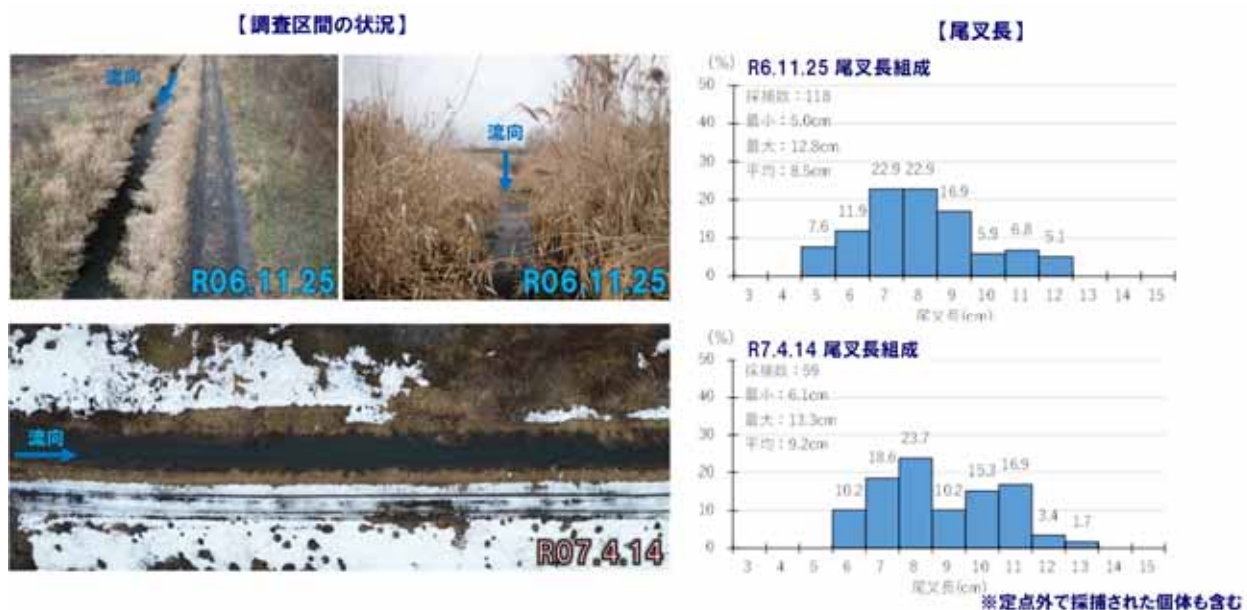 【調査区間の状況】
流向
R06.11.25
流向
R06.11.25
流向
R07.4.14
【尾叉長】
(%)
R6.11.25 尾叉長組成
採捕数：118
最小：5.0cm
最大：12.8cm
平均：8.5cm
50
40
30
20
10
0
7.6 11.9 22.9 22.9 16.9 5.9 6.8 5.1
3 4 5 6 7 8 9 10 11 12 13 14 15
尾叉長(cm)
(%)
R7.4.14 尾叉長組成
採捕数：59
最小：6.1cm
最大：13.3cm
平均：9.2cm
50
40
30
20
10
0
10.2 18.6 23.7 10.2 15.3 16.9 3.4 1.7
3 4 5 6 7 8 9 10 11 12 13 14 15
尾叉長(cm)
※定点外で採捕された個体も含む